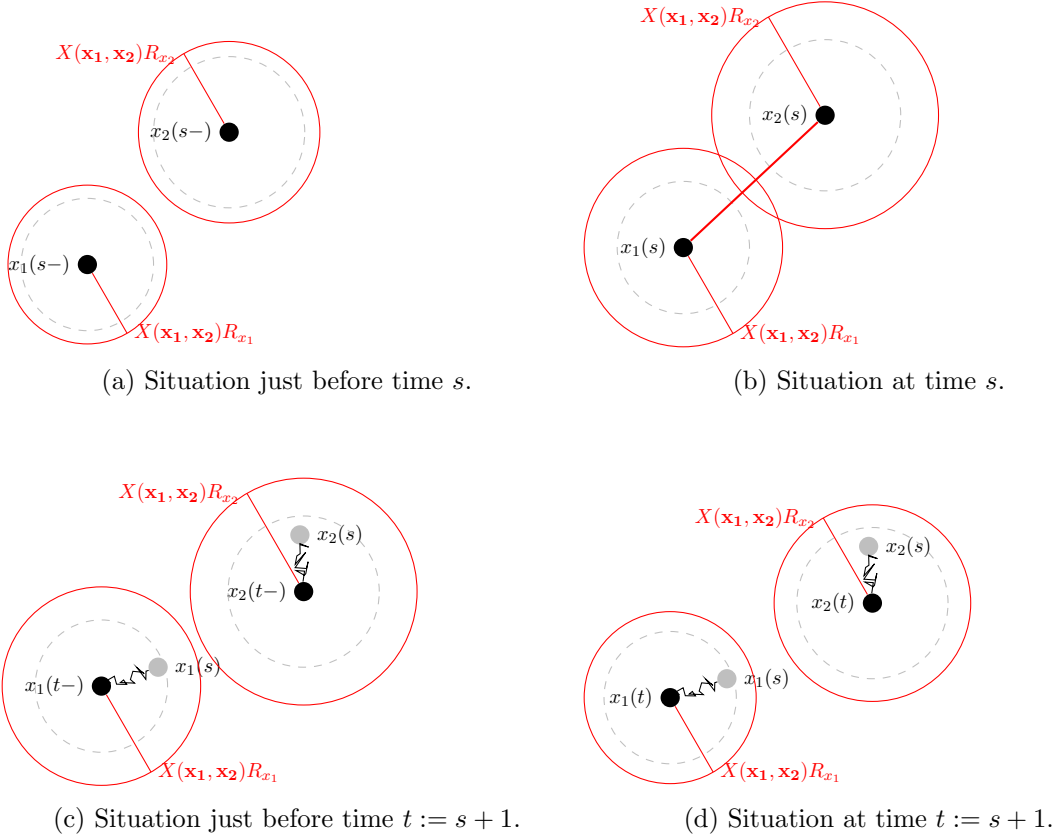 X(𝐱₁, 𝐱₂)R_{x₂}
x₂(s−)
x₁(s−)
X(𝐱₁, 𝐱₂)R_{x₁}
(a) Situation just before time s.
X(𝐱₁, 𝐱₂)R_{x₂}
x₂(s)
x₁(s)
X(𝐱₁, 𝐱₂)R_{x₁}
(b) Situation at time s.
X(𝐱₁, 𝐱₂)R_{x₂}
x₂(s)
x₂(t−)
x₁(s)
x₁(t−)
X(𝐱₁, 𝐱₂)R_{x₁}
(c) Situation just before time t := s + 1.
X(𝐱₁, 𝐱₂)R_{x₂}
x₂(s)
x₂(t)
x₁(s)
x₁(t)
X(𝐱₁, 𝐱₂)R_{x₁}
(d) Situation at time t := s + 1.